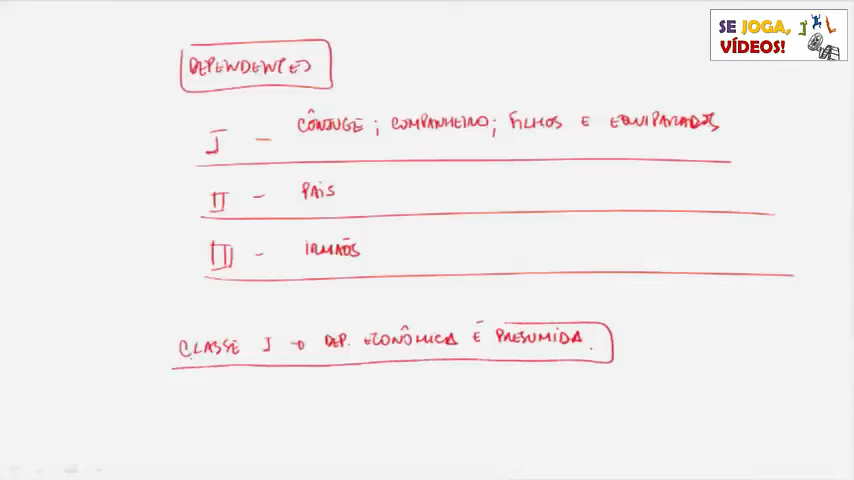 SE JOGA,
VÍDEOS!
DEPENDENTES
I - CÔNJUGE; COMPANHEIRO; FILHOS E EQUIPARADOS
II - PAIS
III - IRMÃOS
CLASSE I → DEP. ECONÔMICA É PRESUMIDA.